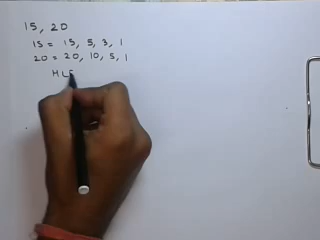 15, 20
15 = 15, 5, 3, 1
20 = 20, 10, 5, 1